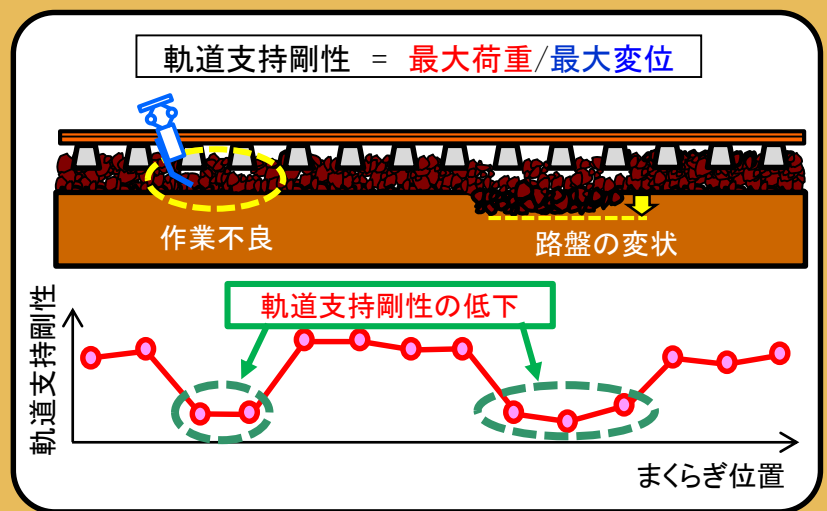 軌道支持剛性 = 最大荷重/最大変位
作業不良
路盤の変状
軌道支持剛性の低下
軌道支持剛性
まくらぎ位置